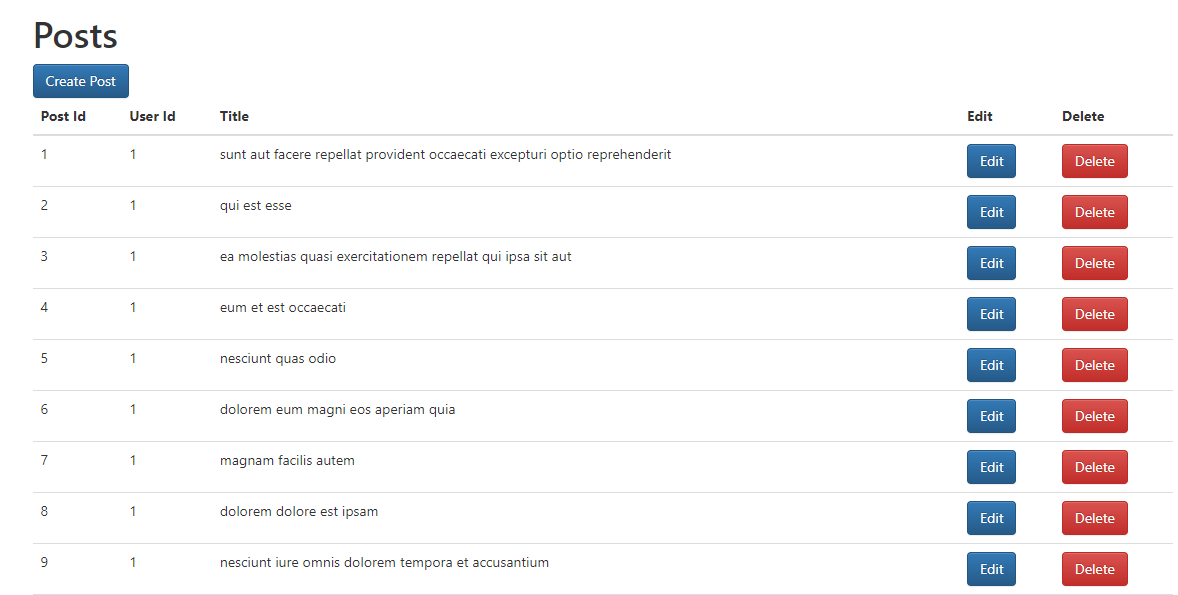 Posts
Create Post
Post Id User Id Title Edit Delete
1 1 sunt aut facere repellat provident occaecati excepturi optio reprehenderit Edit Delete
2 1 qui est esse Edit Delete
3 1 ea molestias quasi exercitationem repellat qui ipsa sit aut Edit Delete
4 1 eum et est occaecati Edit Delete
5 1 nesciunt quas odio Edit Delete
6 1 dolorem eum magni eos aperiam quia Edit Delete
7 1 magnam facilis autem Edit Delete
8 1 dolorem dolore est ipsam Edit Delete
9 1 nesciunt iure omnis dolorem tempora et accusantium Edit Delete